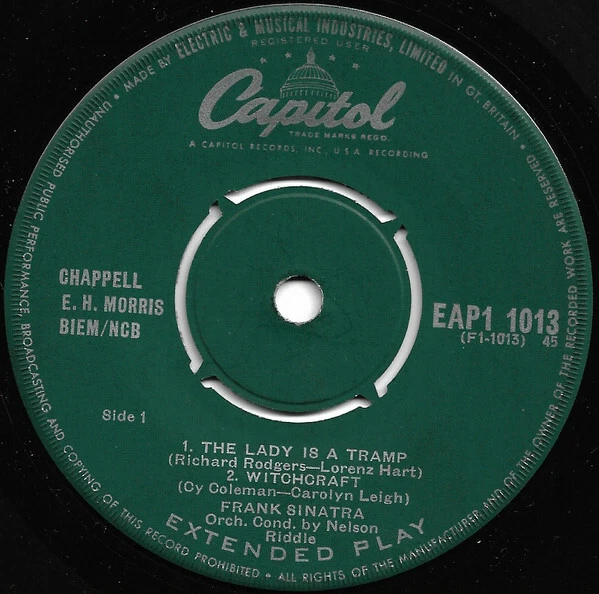 MADE BY ELECTRIC & MUSICAL INDUSTRIES, LIMITED IN GT. BRITAIN • ALL RIGHTS OF THE MANUFACTURER AND OF THE OWNER OF THE RECORDED WORK ARE RESERVED • UNAUTHORISED PUBLIC PERFORMANCE, BROADCASTING AND COPYING OF THIS RECORD PROHIBITED •
REGISTERED USER
Capitol
TRADE MARKS REGD.
A CAPITOL RECORDS, INC., U.S.A. RECORDING
CHAPPELL
E. H. MORRIS
BIEM/NCB
EAP1 1013
(F1-1013) 45
Side 1
1. THE LADY IS A TRAMP
(Richard Rodgers—Lorenz Hart)
2. WITCHCRAFT
(Cy Coleman—Carolyn Leigh)
FRANK SINATRA
Orch. Cond. by Nelson
Riddle
EXTENDED PLAY